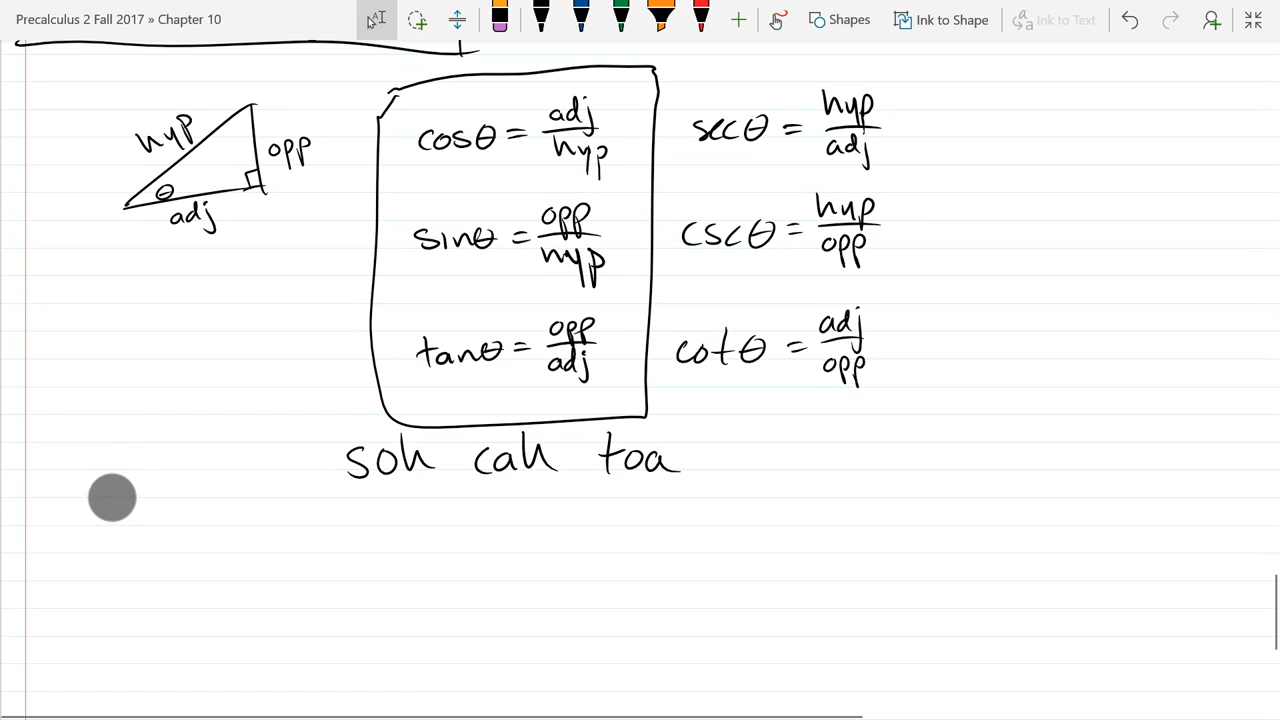 Precalculus 2 Fall 2017 » Chapter 10
Shapes
Ink to Shape
Ink to Text
hyp
opp
θ
adj
cosθ = adj/hyp
secθ = hyp/adj
sinθ = opp/hyp
cscθ = hyp/opp
tanθ = opp/adj
cotθ = adj/opp
soh cah toa